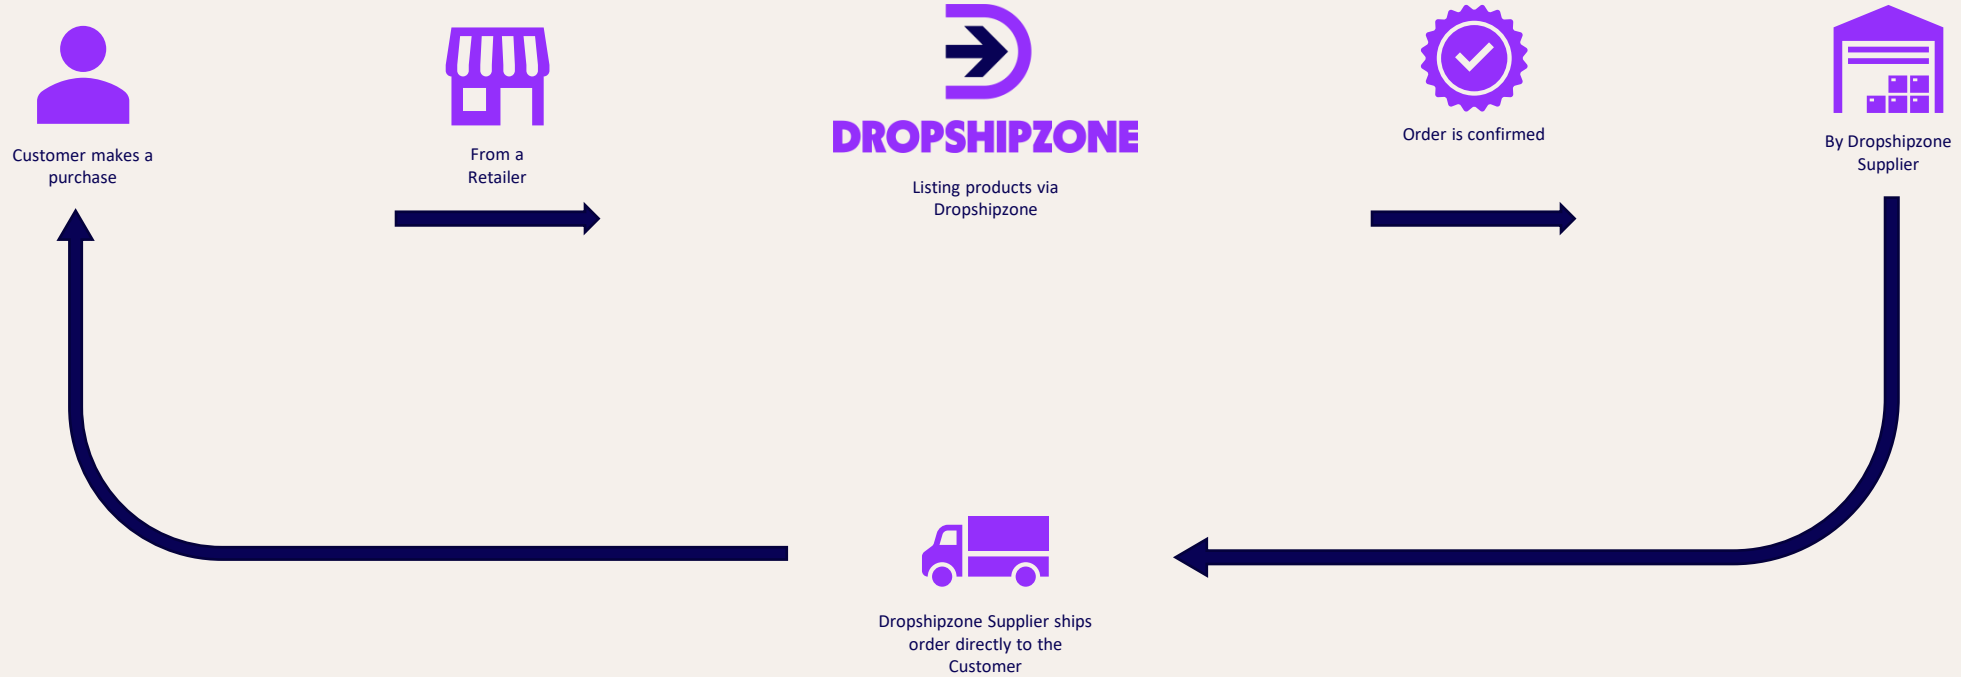 Customer makes a
purchase
From a
Retailer
DROPSHIPZONE
Listing products via
Dropshipzone
Order is confirmed
By Dropshipzone
Supplier
Dropshipzone Supplier ships
order directly to the
Customer